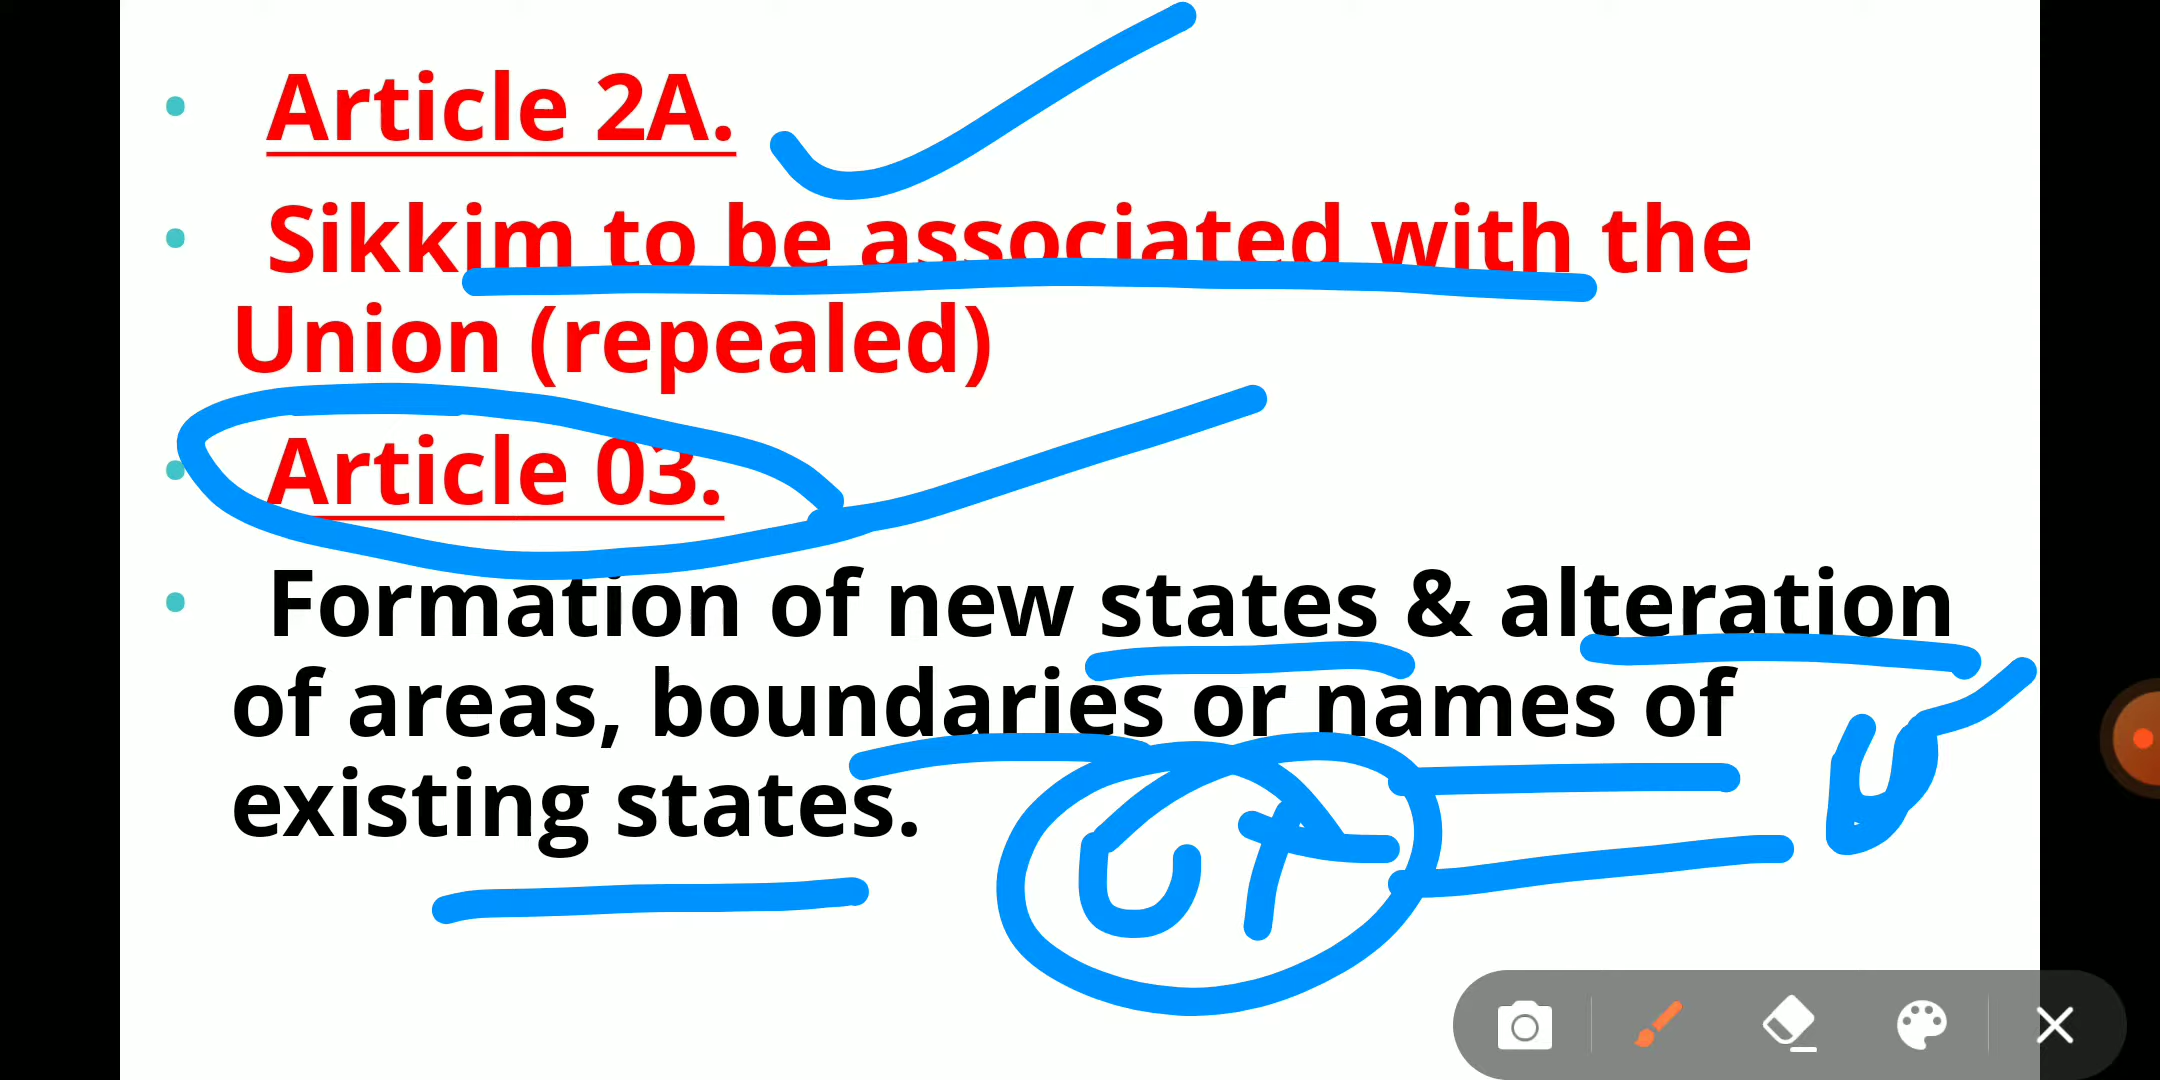 Article 2A.
Sikkim to be associated with the
Union (repealed)
Article 03.
Formation of new states & alteration
of areas, boundaries or names of
existing states.
UT